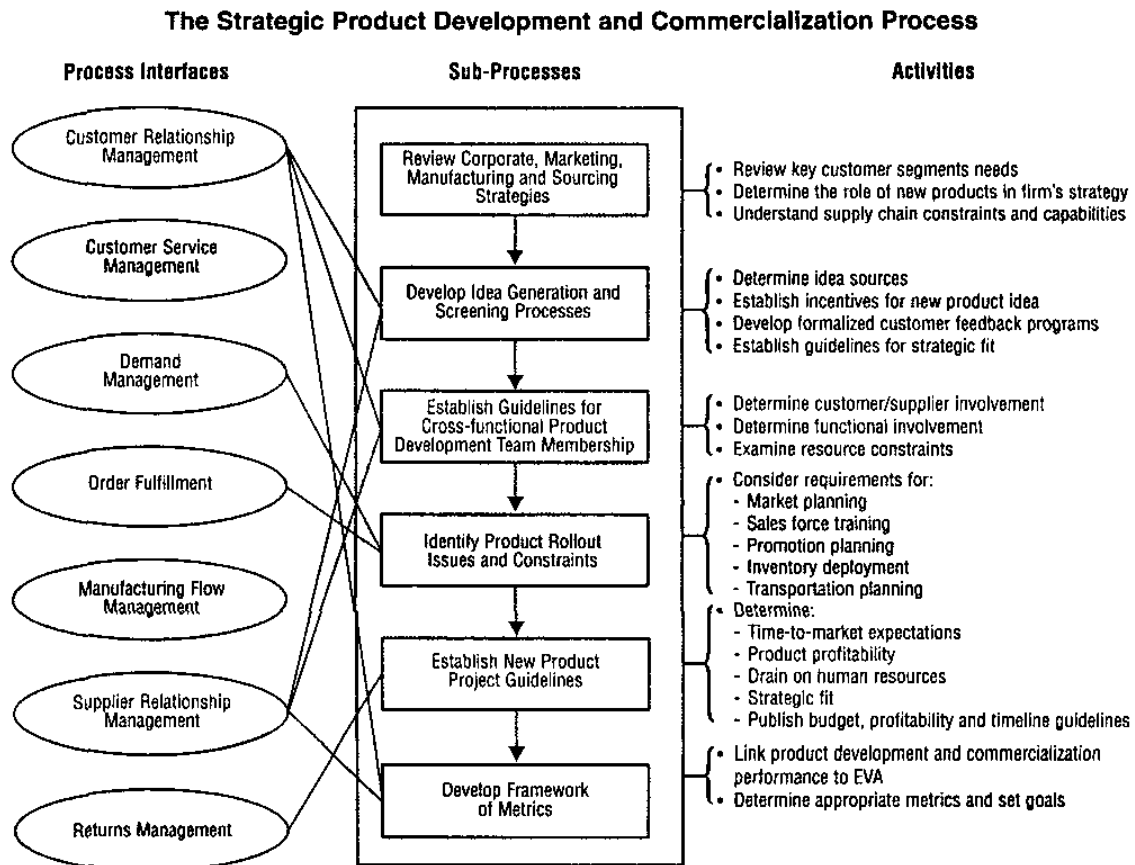 The Strategic Product Development and Commercialization Process
Process Interfaces
Sub-Processes
Activities
Customer Relationship
Management
Customer Service
Management
Demand
Management
Order Fulfillment
Manufacturing Flow
Management
Supplier Relationship
Management
Returns Management
Review Corporate, Marketing,
Manufacturing and Sourcing
Strategies
Develop Idea Generation and
Screening Processes
Establish Guidelines for
Cross-functional Product
Development Team Membership
Identify Product Rollout
Issues and Constraints
Establish New Product
Project Guidelines
Develop Framework
of Metrics
• Review key customer segments needs
• Determine the role of new products in firm's strategy
• Understand supply chain constraints and capabilities
• Determine idea sources
• Establish incentives for new product idea
• Develop formalized customer feedback programs
• Establish guidelines for strategic fit
• Determine customer/supplier involvement
• Determine functional involvement
• Examine resource constraints
• Consider requirements for:
- Market planning
- Sales force training
- Promotion planning
- Inventory deployment
- Transportation planning
• Determine:
- Time-to-market expectations
- Product profitability
- Drain on human resources
- Strategic fit
- Publish budget, profitability and timeline guidelines
• Link product development and commercialization
performance to EVA
• Determine appropriate metrics and set goals